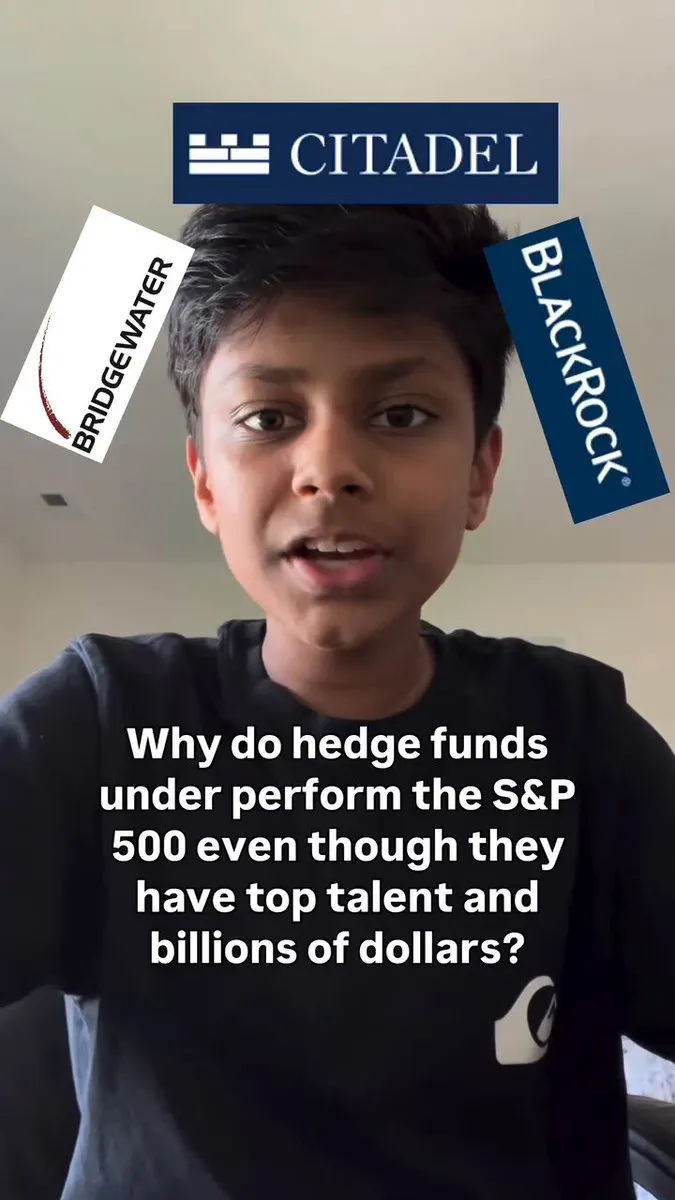 CITADEL
BRIDGEWATER
BLACKROCK®
Why do hedge funds
under perform the S&P
500 even though they
have top talent and
billions of dollars?